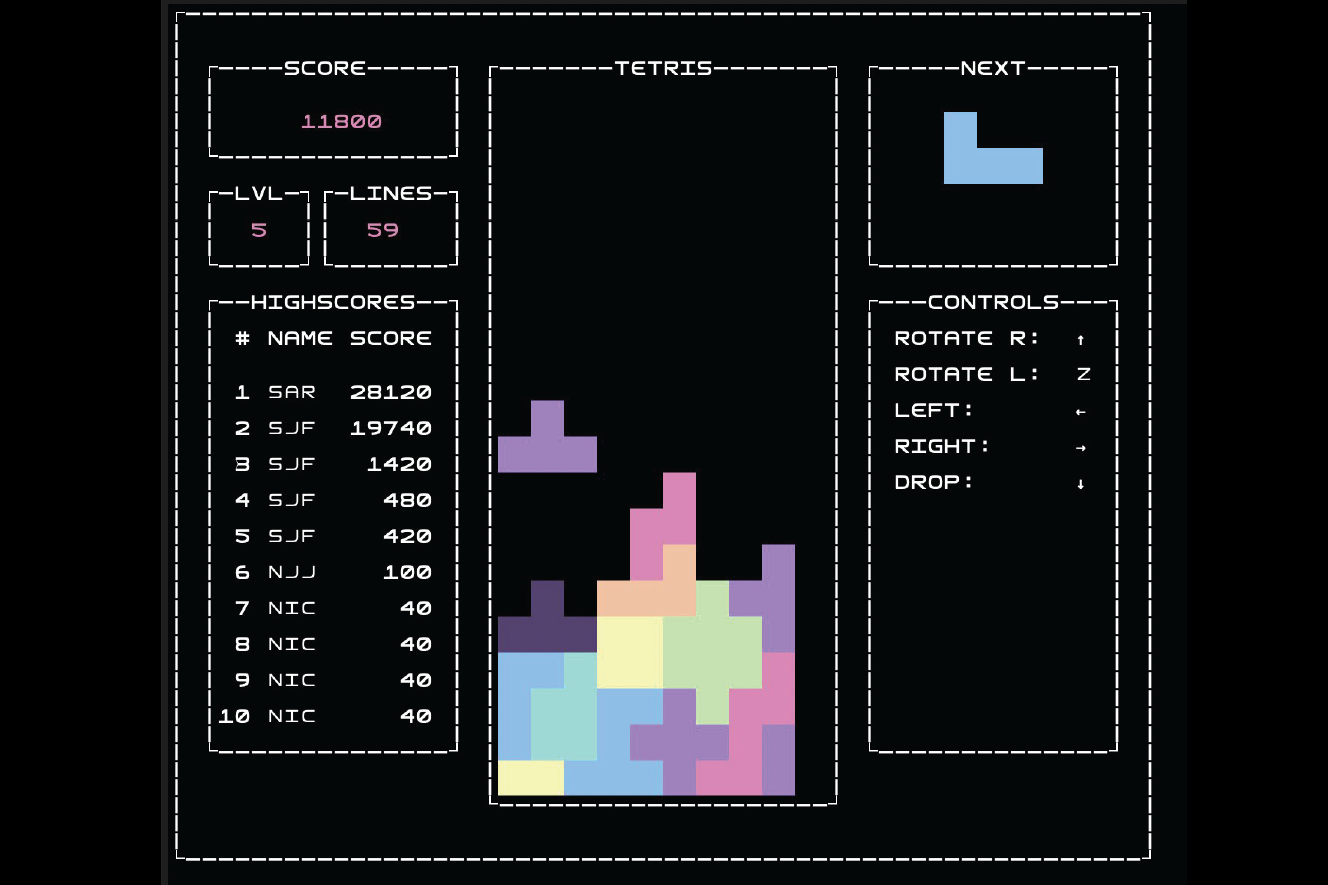 SCORE
11800
LVL
5
LINES
59
HIGHSCORES
# NAME SCORE
1 SAR 28120
2 SJF 19740
3 SJF 1420
4 SJF 480
5 SJF 420
6 NJJ 100
7 NIC 40
8 NIC 40
9 NIC 40
10 NIC 40
TETRIS
NEXT
CONTROLS
ROTATE R: ↑
ROTATE L: Z
LEFT: ←
RIGHT: →
DROP: ↓